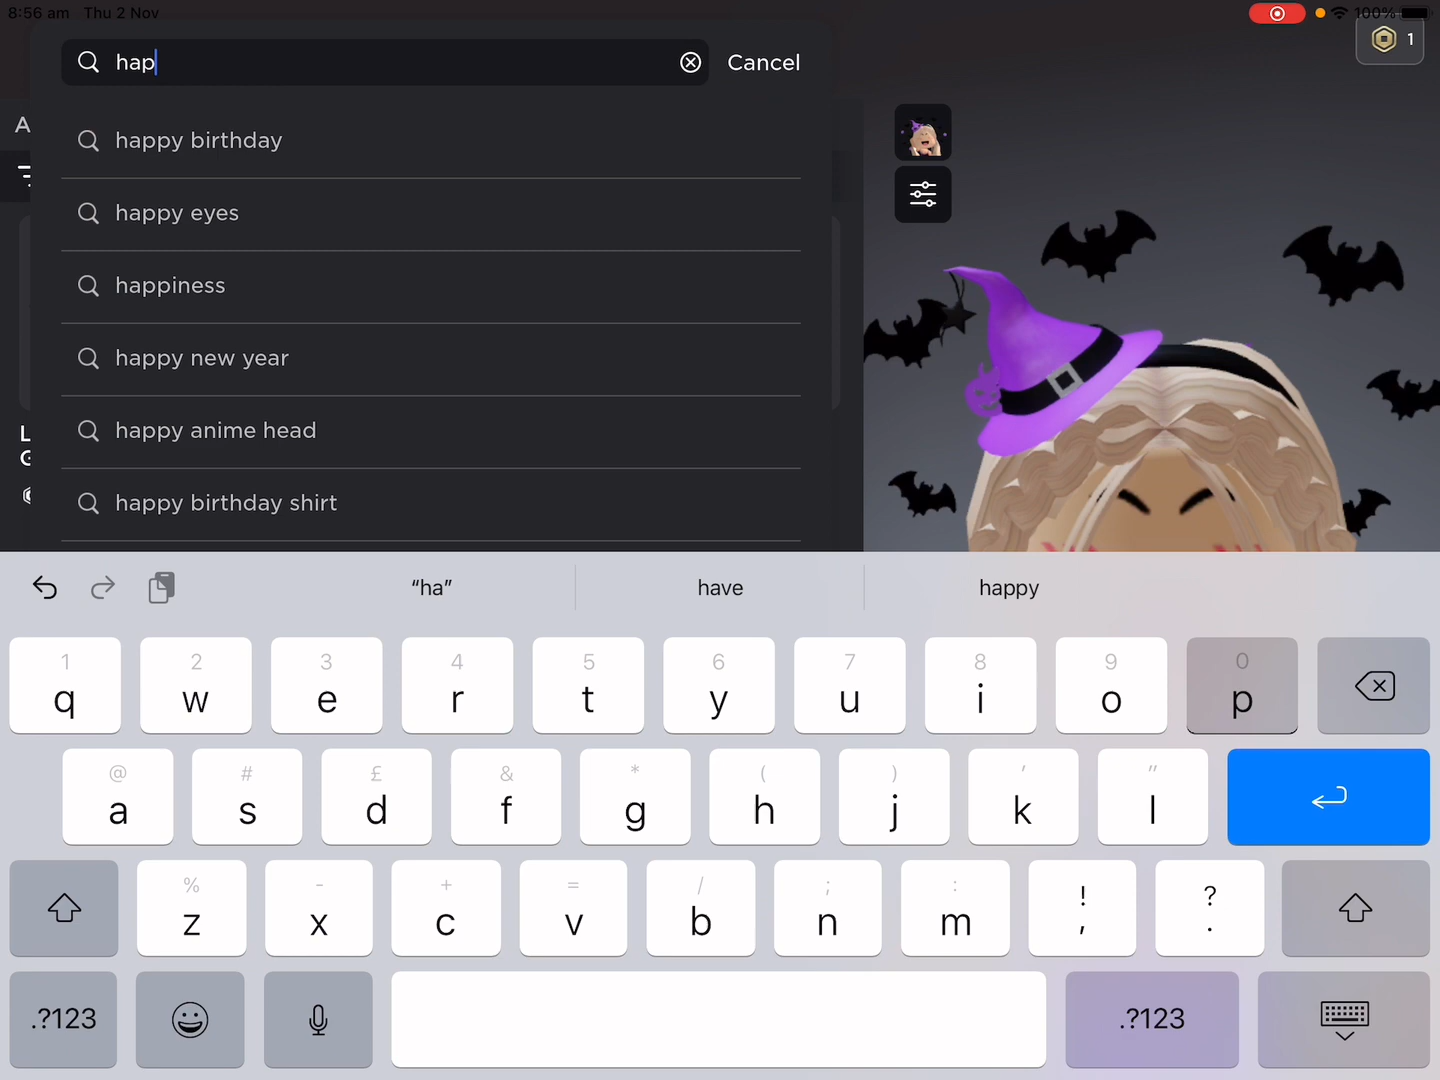 8:56 am Thu 2 Nov
100%
1
hap
Cancel
A
happy birthday
happy eyes
happiness
happy new year
happy anime head
L
G
happy birthday shirt
“ha” have happy
1 2 3 4 5 6 7 8 9 0
q w e r t y u i o p
@ # £ & * ( ) ' "
a s d f g h j k l
% - + c = / ; : ! ?
z x c v b n m , .
.?123 .?123